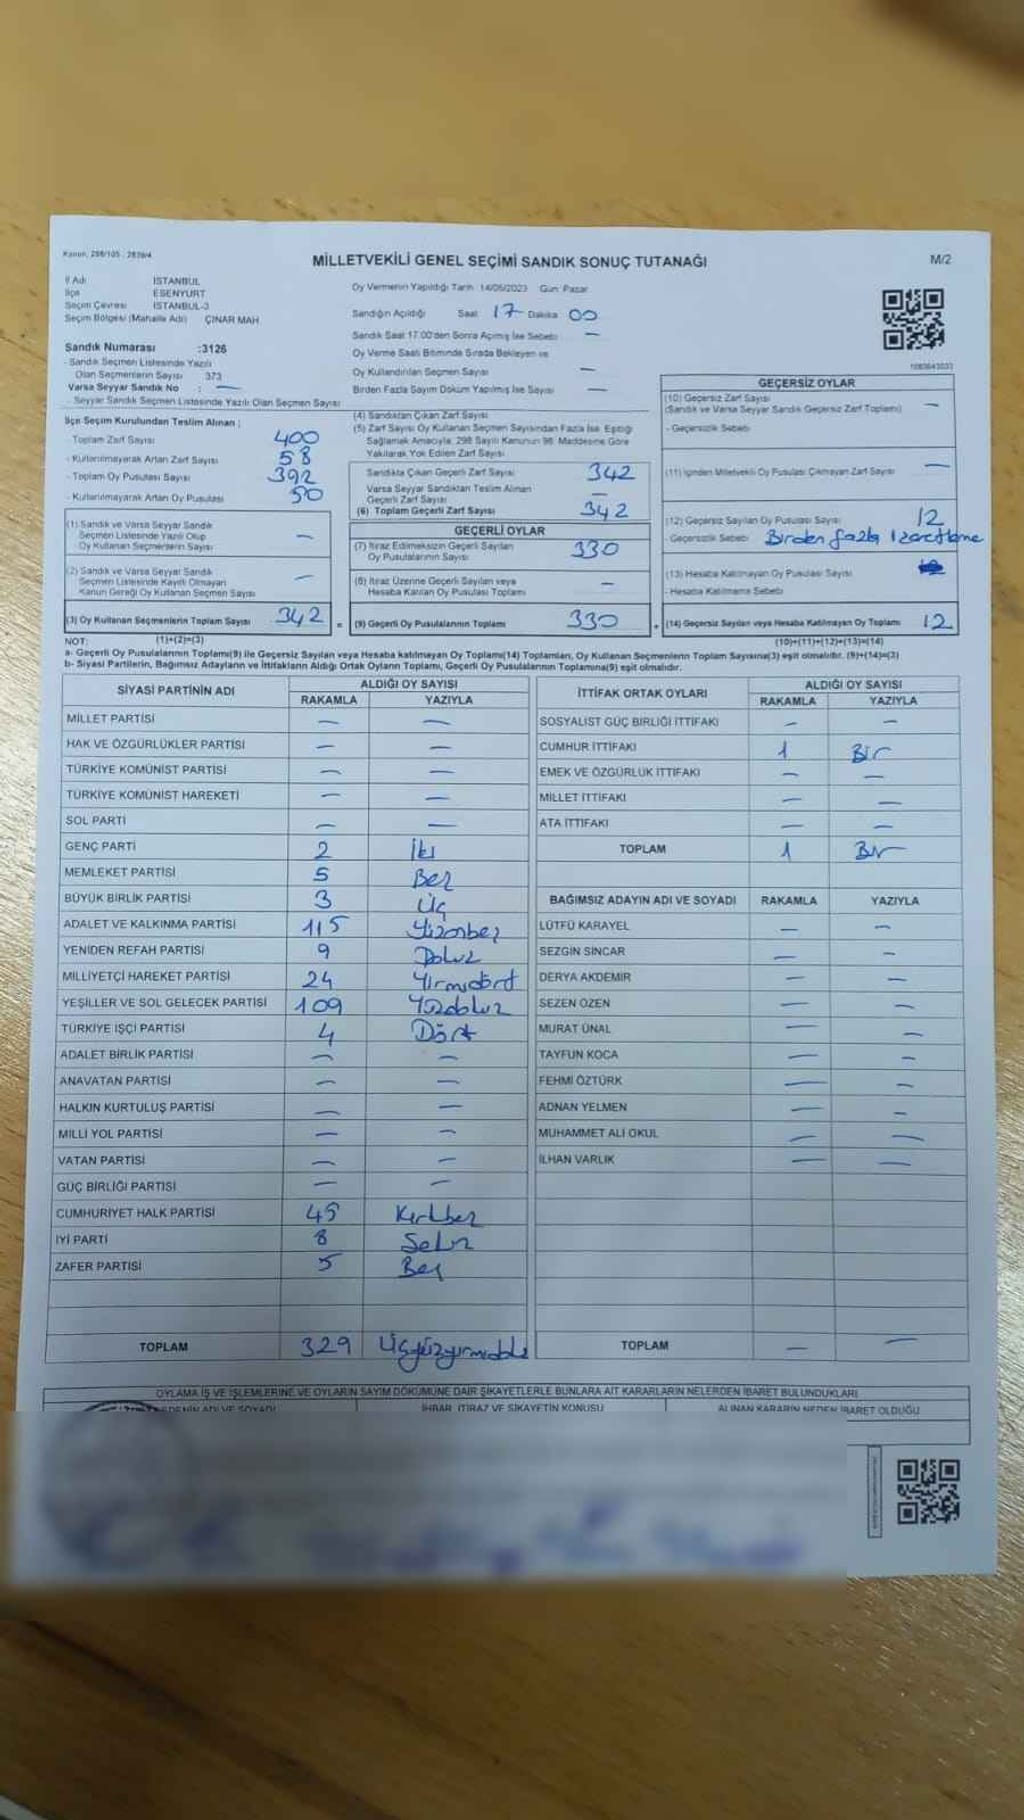 Kanun: 298/105 - 2839/4
MİLLETVEKİLİ GENEL SEÇİMİ SANDIK SONUÇ TUTANAĞI
M/2
İl Adı İSTANBUL
İlçe ESENYURT
Seçim Çevresi İSTANBUL-3
Seçim Bölgesi (Mahalle Adı) ÇINAR MAH
Oy Vermenin Yapıldığı Tarih: 14/05/2023 Gün: Pazar
Sandığın Açıldığı Saat 17 Dakika 00
Sandık Saat 17.00'den Sonra Açılmış İse Sebebi —
Oy Verme Saati Bitiminde Sırada Bekleyen ve
Oy Kullandırılan Seçmen Sayısı —
Birden Fazla Sayım Döküm Yapılmış İse Sayısı —
Sandık Numarası :3126
- Sandık Seçmen Listesinde Yazılı
Olan Seçmenlerin Sayısı 373
Varsa Seyyar Sandık No : —
Seyyar Sandık Seçmen Listesinde Yazılı Olan Seçmen Sayısı
İlçe Seçim Kurulundan Teslim Alınan :
- Toplam Zarf Sayısı 400
- Kullanılmayarak Artan Zarf Sayısı 58
- Toplam Oy Pusulası Sayısı 392
- Kullanılmayarak Artan Oy Pusulası 50
(1) Sandık ve Varsa Seyyar Sandık
Seçmen Listesinde Yazılı Olup
Oy Kullanan Seçmenlerin Sayısı —
(2) Sandık ve Varsa Seyyar Sandık
Seçmen Listesinde Kayıtlı Olmayan
Kanun Gereği Oy Kullanan Seçmen Sayısı —
(3) Oy Kullanan Seçmenlerin Toplam Sayısı 342 =
(4) Sandıktan Çıkan Zarf Sayısı
(5) Zarf Sayısı Oy Kullanan Seçmen Sayısından Fazla İse, Eşitliği
Sağlamak Amacıyla, 298 Sayılı Kanunun 98. Maddesine Göre
Yakılarak Yok Edilen Zarf Sayısı
Sandıkta Çıkan Geçerli Zarf Sayısı 342
Varsa Seyyar Sandıktan Teslim Alınan
Geçerli Zarf Sayısı —
(6) Toplam Geçerli Zarf Sayısı 342
GEÇERLİ OYLAR
(7) İtiraz Edilmeksizin Geçerli Sayılan
Oy Pusulalarının Sayısı 330
(8) İtiraz Üzerine Geçerli Sayılan veya
Hesaba Katılan Oy Pusulası Toplamı —
(9) Geçerli Oy Pusulalarının Toplamı 330 +
GEÇERSİZ OYLAR
(10) Geçersiz Zarf Sayısı
(Sandık ve Varsa Seyyar Sandık Geçersiz Zarf Toplamı) —
- Geçersizlik Sebebi
(11) İçinden Milletvekili Oy Pusulası Çıkmayan Zarf Sayısı —
(12) Geçersiz Sayılan Oy Pusulası Sayısı 12
- Geçersizlik Sebebi Birden fazla İzaretleme
(13) Hesaba Katılmayan Oy Pusulası Sayısı
- Hesaba Katılmama Sebebi
(14) Geçersiz Sayılan veya Hesaba Katılmayan Oy Toplamı 12
NOT: (1)+(2)=(3)
(10)+(11)+(12)+(13)=(14)
a- Geçerli Oy Pusulalarının Toplamı(9) ile Geçersiz Sayılan veya Hesaba katılmayan Oy Toplamı(14) Toplamları, Oy Kullanan Seçmenlerin Toplam Sayısına(3) eşit olmalıdır. (9)+(14)=(3)
b- Siyasi Partilerin, Bağımsız Adayların ve İttifakların Aldığı Ortak Oyların Toplamı, Geçerli Oy Pusulalarının Toplamına(9) eşit olmalıdır.
SİYASİ PARTİNİN ADI ALDIĞI OY SAYISI
RAKAMLA YAZIYLA
MİLLET PARTİSİ — —
HAK VE ÖZGÜRLÜKLER PARTİSİ — —
TÜRKİYE KOMÜNİST PARTİSİ — —
TÜRKİYE KOMÜNİST HAREKETİ — —
SOL PARTİ — —
GENÇ PARTİ 2 İki
MEMLEKET PARTİSİ 5 Beş
BÜYÜK BİRLİK PARTİSİ 3 Üç
ADALET VE KALKINMA PARTİSİ 115 Yüzonbeş
YENİDEN REFAH PARTİSİ 9 Dokuz
MİLLİYETÇİ HAREKET PARTİSİ 24 Yirmidört
YEŞİLLER VE SOL GELECEK PARTİSİ 109 Yüzdokuz
TÜRKİYE İŞÇİ PARTİSİ 4 Dört
ADALET BİRLİK PARTİSİ — —
ANAVATAN PARTİSİ — —
HALKIN KURTULUŞ PARTİSİ — —
MİLLİ YOL PARTİSİ — —
VATAN PARTİSİ — —
GÜÇ BİRLİĞİ PARTİSİ — —
CUMHURİYET HALK PARTİSİ 45 Kırkbeş
İYİ PARTİ 8 Sekiz
ZAFER PARTİSİ 5 Beş
TOPLAM 329 Üçyüzyirmidokuz
İTTİFAK ORTAK OYLARI ALDIĞI OY SAYISI
RAKAMLA YAZIYLA
SOSYALİST GÜÇ BİRLİĞİ İTTİFAKI — —
CUMHUR İTTİFAKI 1 Bir
EMEK VE ÖZGÜRLÜK İTTİFAKI — —
MİLLET İTTİFAKI — —
ATA İTTİFAKI — —
TOPLAM 1 Bir
BAĞIMSIZ ADAYIN ADI VE SOYADI RAKAMLA YAZIYLA
LÜTFÜ KARAYEL — —
SEZGİN SİNCAR — —
DERYA AKDEMİR — —
SEZEN ÖZEN — —
MURAT ÜNAL — —
TAYFUN KOCA — —
FEHMİ ÖZTÜRK — —
ADNAN YELMEN — —
MUHAMMET ALİ OKUL — —
İLHAN VARLIK — —
TOPLAM — —
OYLAMA İŞ VE İŞLEMLERİNE VE OYLARIN SAYIM DÖKÜMÜNE DAİR ŞİKAYETLERLE BUNLARA AİT KARARLARIN NELERDEN İBARET BULUNDUKLARI
ADI VE SOYADI İHBAR, İTİRAZ VE ŞİKAYETİN KONUSU ALINAN KARARIN NEDEN İBARET OLDUĞU